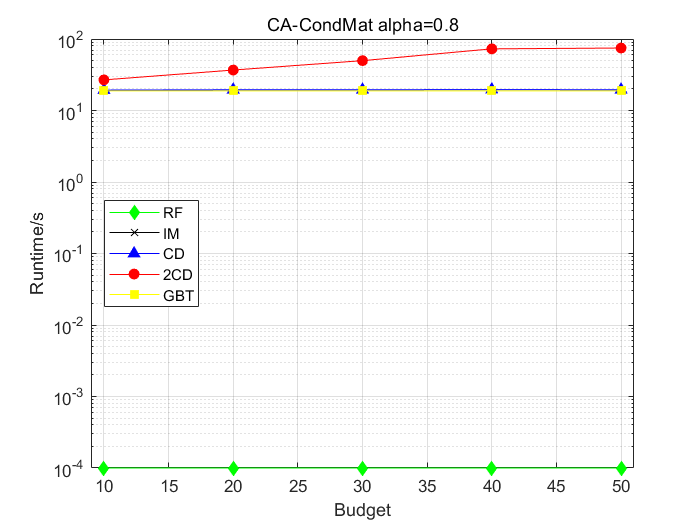 CA-CondMat alpha=0.8
10^2
10^1
10^0
10^-1
10^-2
10^-3
10^-4
Runtime/s
RF
IM
CD
2CD
GBT
10 15 20 25 30 35 40 45 50
Budget